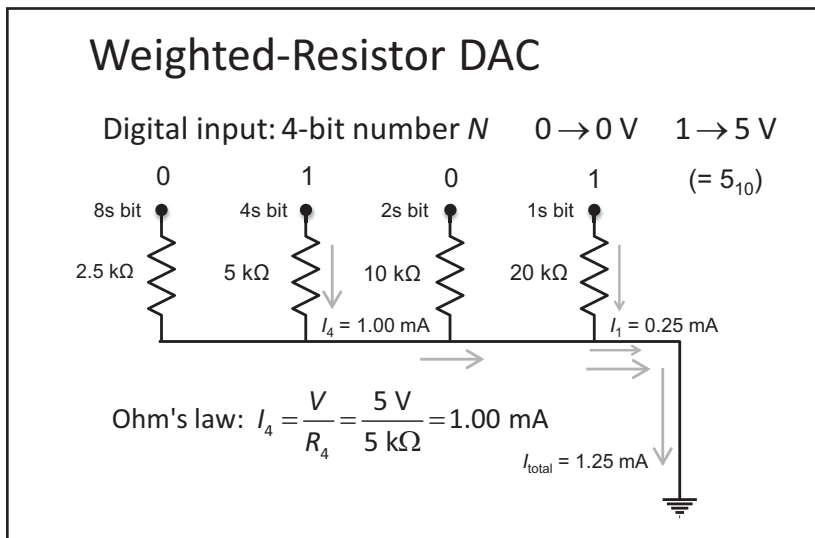 Weighted-Resistor DAC
Digital input: 4-bit number N 0 → 0 V 1 → 5 V
0 1 0 1 (= 5₁₀)
8s bit 4s bit 2s bit 1s bit
2.5 kΩ 5 kΩ 10 kΩ 20 kΩ
I₄ = 1.00 mA I₁ = 0.25 mA
Ohm's law: I₄ = V/R₄ = 5 V/5 kΩ = 1.00 mA
I_total = 1.25 mA